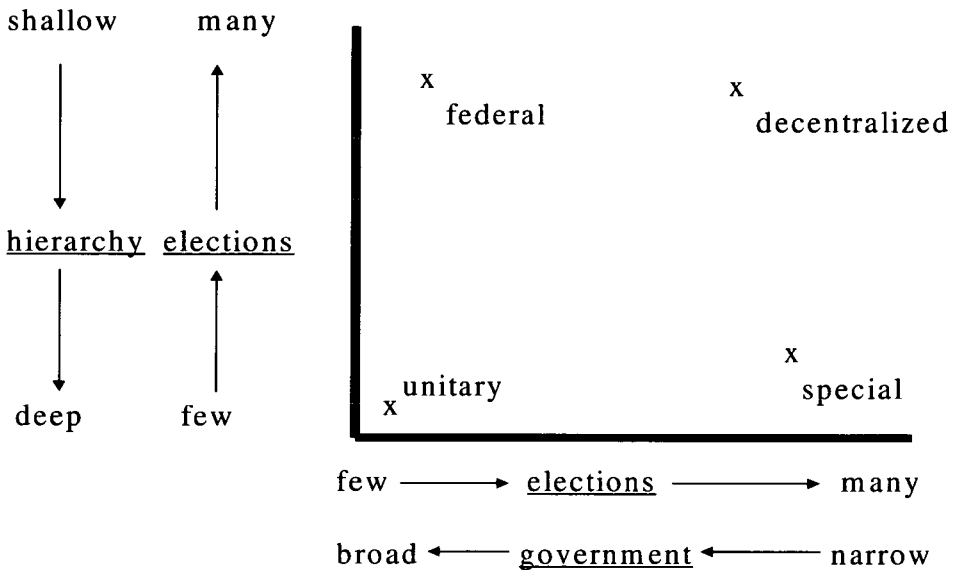 shallow many
x
federal
x
decentralized
hierarchy elections
x
special
unitary
x
deep few
few elections many
broad government narrow